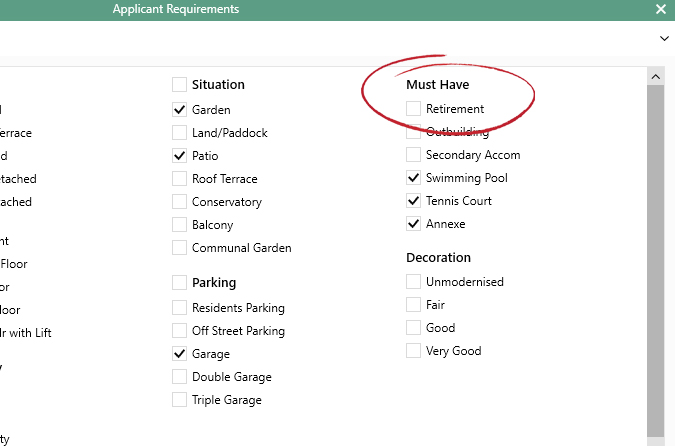 Applicant Requirements
errace
d
etached
tached
nt
Floor
or
loor
lr with Lift
y
ty
Situation
Garden
Land/Paddock
Patio
Roof Terrace
Conservatory
Balcony
Communal Garden
Parking
Residents Parking
Off Street Parking
Garage
Double Garage
Triple Garage
Must Have
Retirement
Outbuilding
Secondary Accom
Swimming Pool
Tennis Court
Annexe
Decoration
Unmodernised
Fair
Good
Very Good